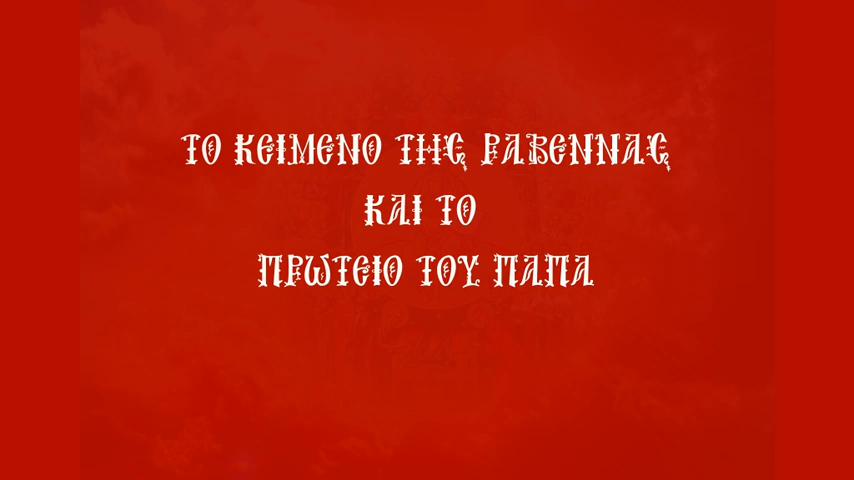 ΤΟ ΚΕΙΜΕΝΟ ΤΗΣ ΡΑΒΕΝΝΑΣ
ΚΑΙ ΤΟ
ΠΡΩΤΕΙΟ ΤΟΥ ΠΑΠΑ